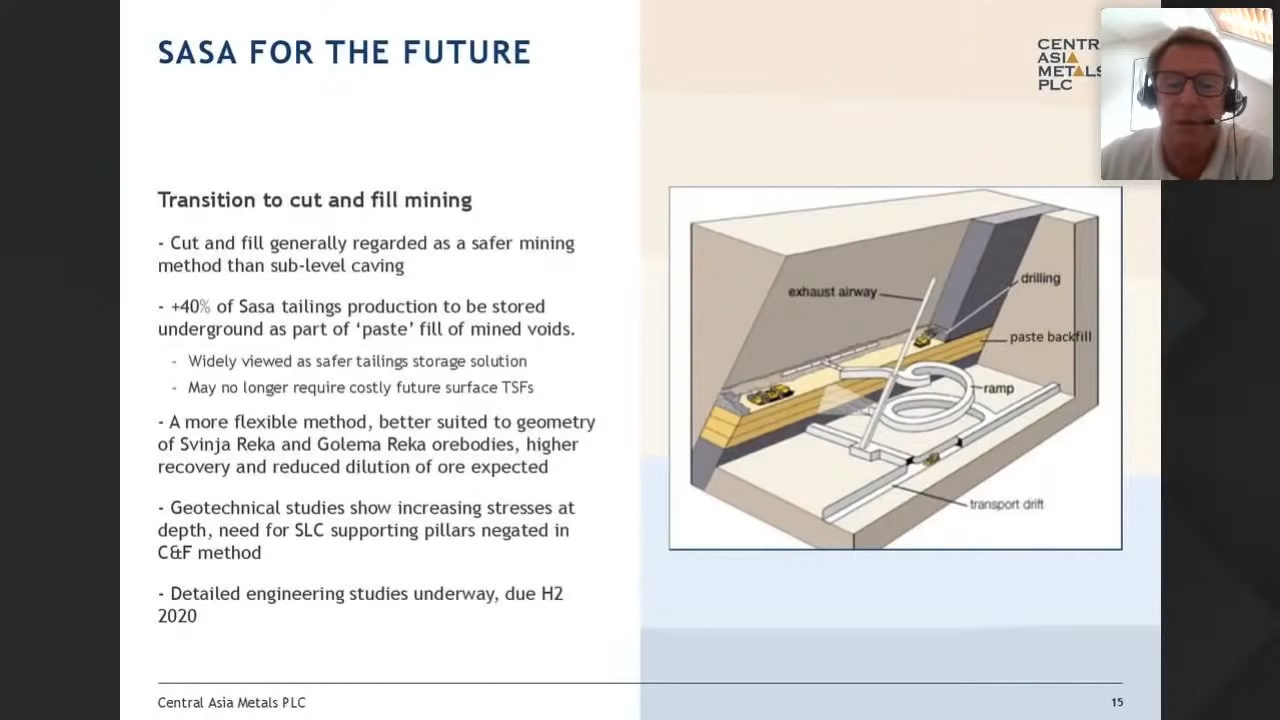 SASA FOR THE FUTURE
CENTR
ASIA
METALS
PLC
Transition to cut and fill mining
- Cut and fill generally regarded as a safer mining
method than sub-level caving
- +40% of Sasa tailings production to be stored
underground as part of ‘paste’ fill of mined voids.
- Widely viewed as safer tailings storage solution
- May no longer require costly future surface TSFs
- A more flexible method, better suited to geometry
of Svinja Reka and Golema Reka orebodies, higher
recovery and reduced dilution of ore expected
- Geotechnical studies show increasing stresses at
depth, need for SLC supporting pillars negated in
C&F method
- Detailed engineering studies underway, due H2
2020
exhaust airway
drilling
paste backfill
ramp
transport drift
Central Asia Metals PLC
15